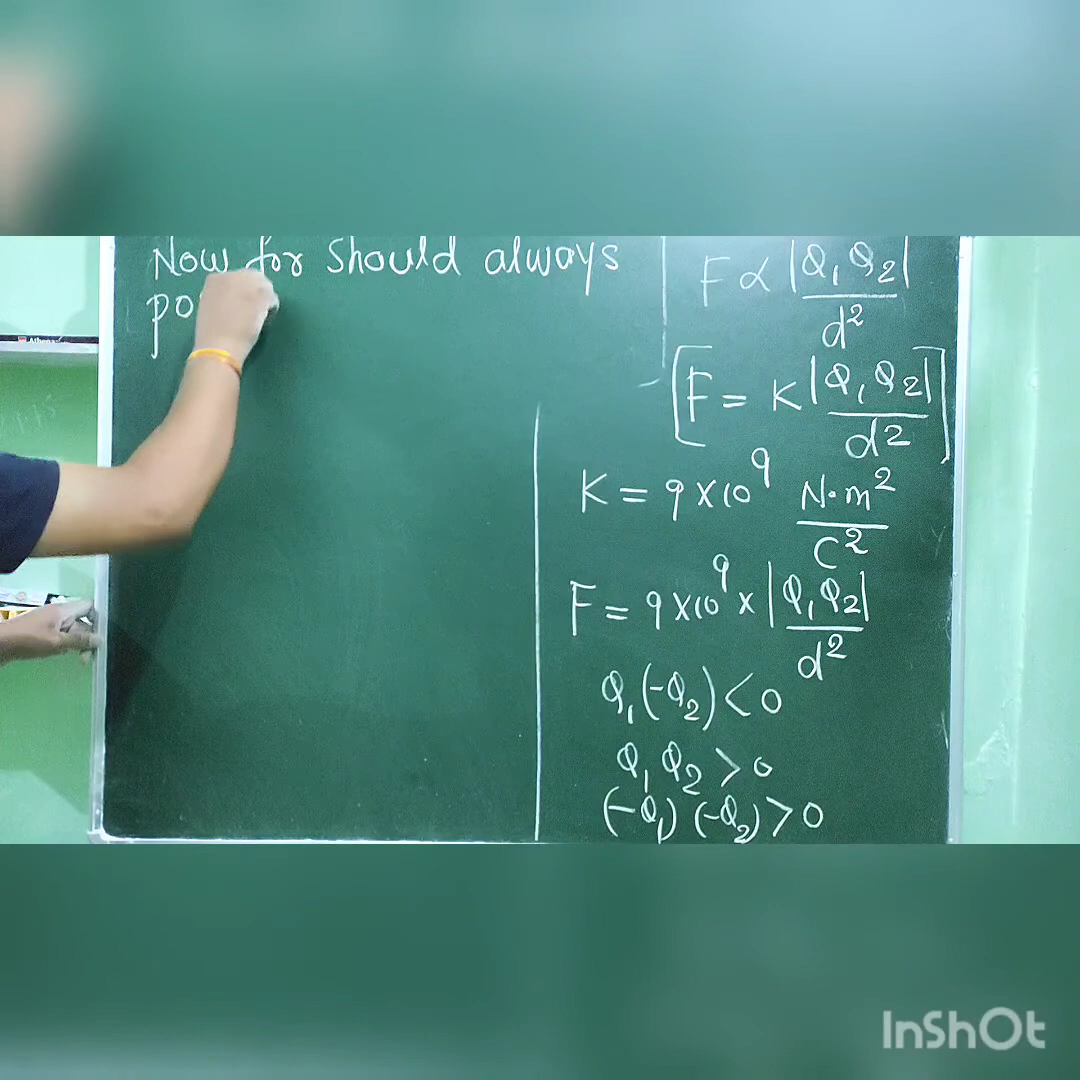 Now for should always
po
F ∝ |Q₁Q₂|
d²
[F = K |Q₁Q₂|]
d²
K = 9×10⁹ N·m²
C²
F = 9×10⁹ × |Q₁Q₂|
d²
Q₁(-Q₂) < 0
Q₁Q₂ > 0
(-Q₁) (-Q₂) > 0
InShOt